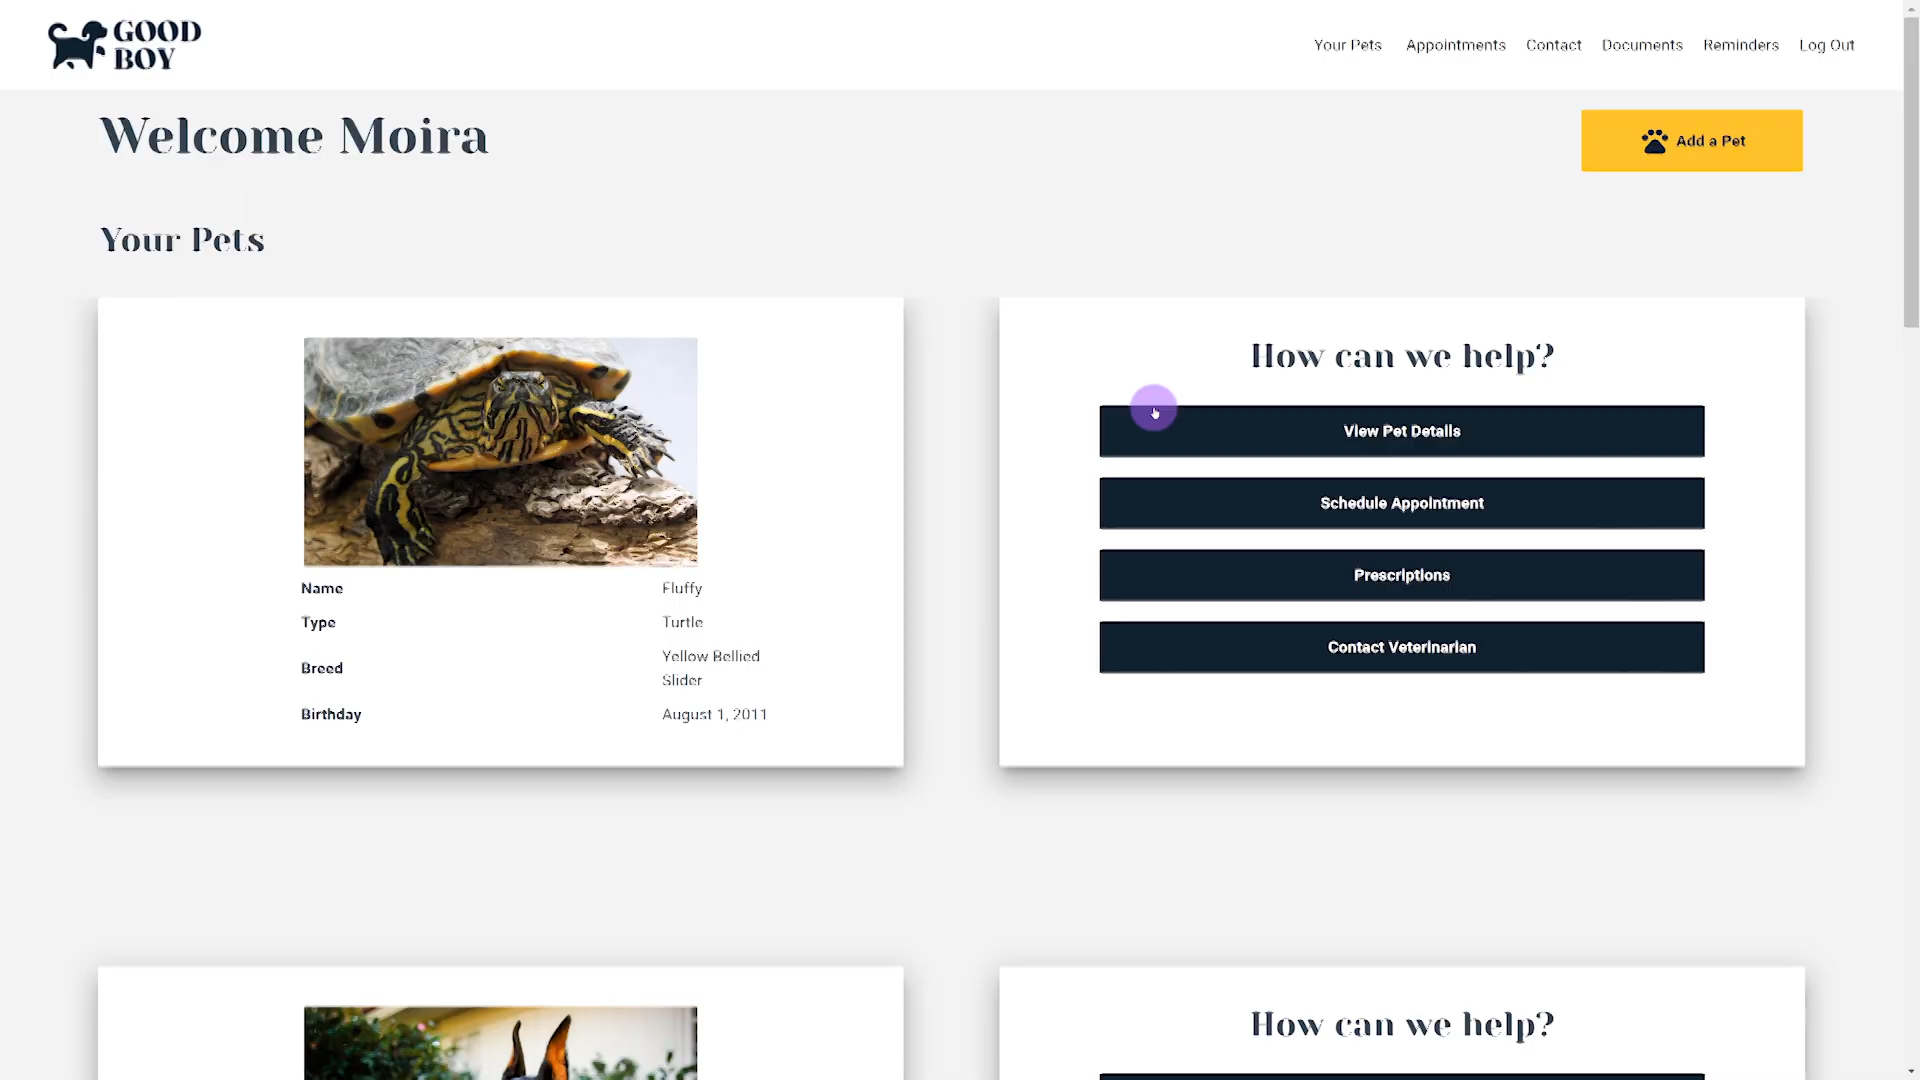 GOOD
BOY
Your Pets Appointments Contact Documents Reminders Log Out
Welcome Moira
Add a Pet
Your Pets
How can we help?
View Pet Details
Schedule Appointment
Prescriptions
Contact Veterinarian
Name Fluffy
Type Turtle
Breed Yellow Bellied
Slider
Birthday August 1, 2011
How can we help?